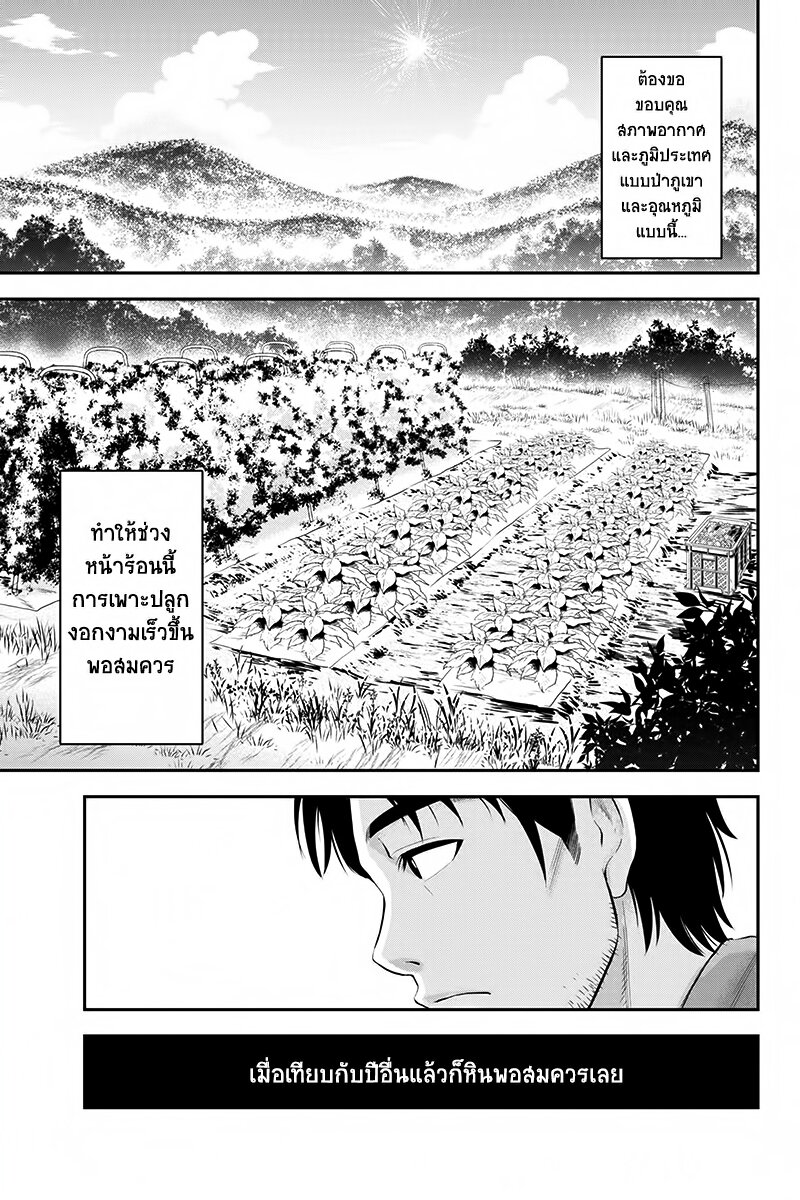 ต้องขอ
ขอบคุณ
สภาพอากาศ
และภูมิประเทศ
แบบป่าภูเขา
และอุณหภูมิ
แบบนี้...
ทำให้ช่วง
หน้าร้อนนี้
การเพาะปลูก
งอกงามเร็วขึ้น
พอสมควร
เมื่อเทียบกับปีอื่นแล้วก็หินพอสมควรเลย